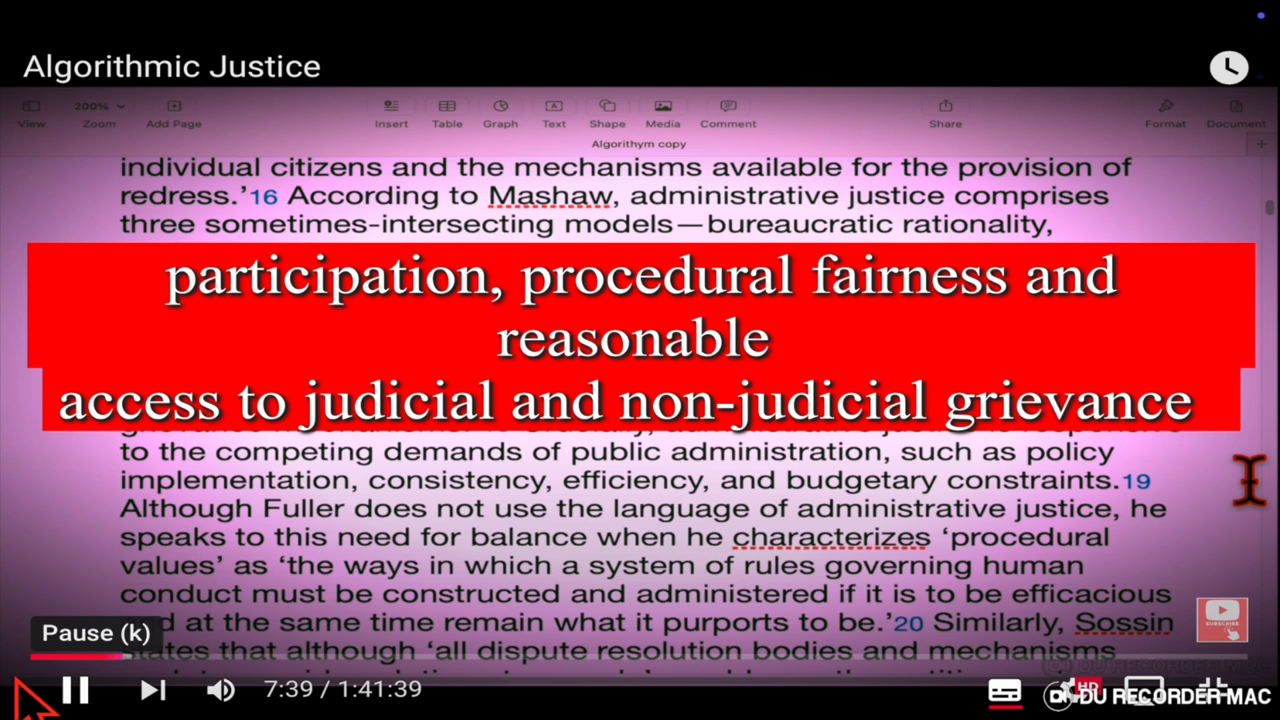 Algorithmic Justice
200%
View
Zoom
Add Page
Insert
Table
Graph
Text
Shape
Media
Comment
Share
Format
Document
Algorithym copy
individual citizens and the mechanisms available for the provision of
redress.’16 According to Mashaw, administrative justice comprises
three sometimes-intersecting models—bureaucratic rationality,
participation, procedural fairness and
reasonable
access to judicial and non-judicial grievance
to the competing demands of public administration, such as policy
implementation, consistency, efficiency, and budgetary constraints.19
Although Fuller does not use the language of administrative justice, he
speaks to this need for balance when he characterizes ‘procedural
values’ as ‘the ways in which a system of rules governing human
conduct must be constructed and administered if it is to be efficacious
at the same time remain what it purports to be.’20 Similarly, Sossin
that although ‘all dispute resolution bodies and mechanisms
SUBSCRIBE
Pause (k)
7:39 / 1:41:39
HD
DU RECORDER MAC